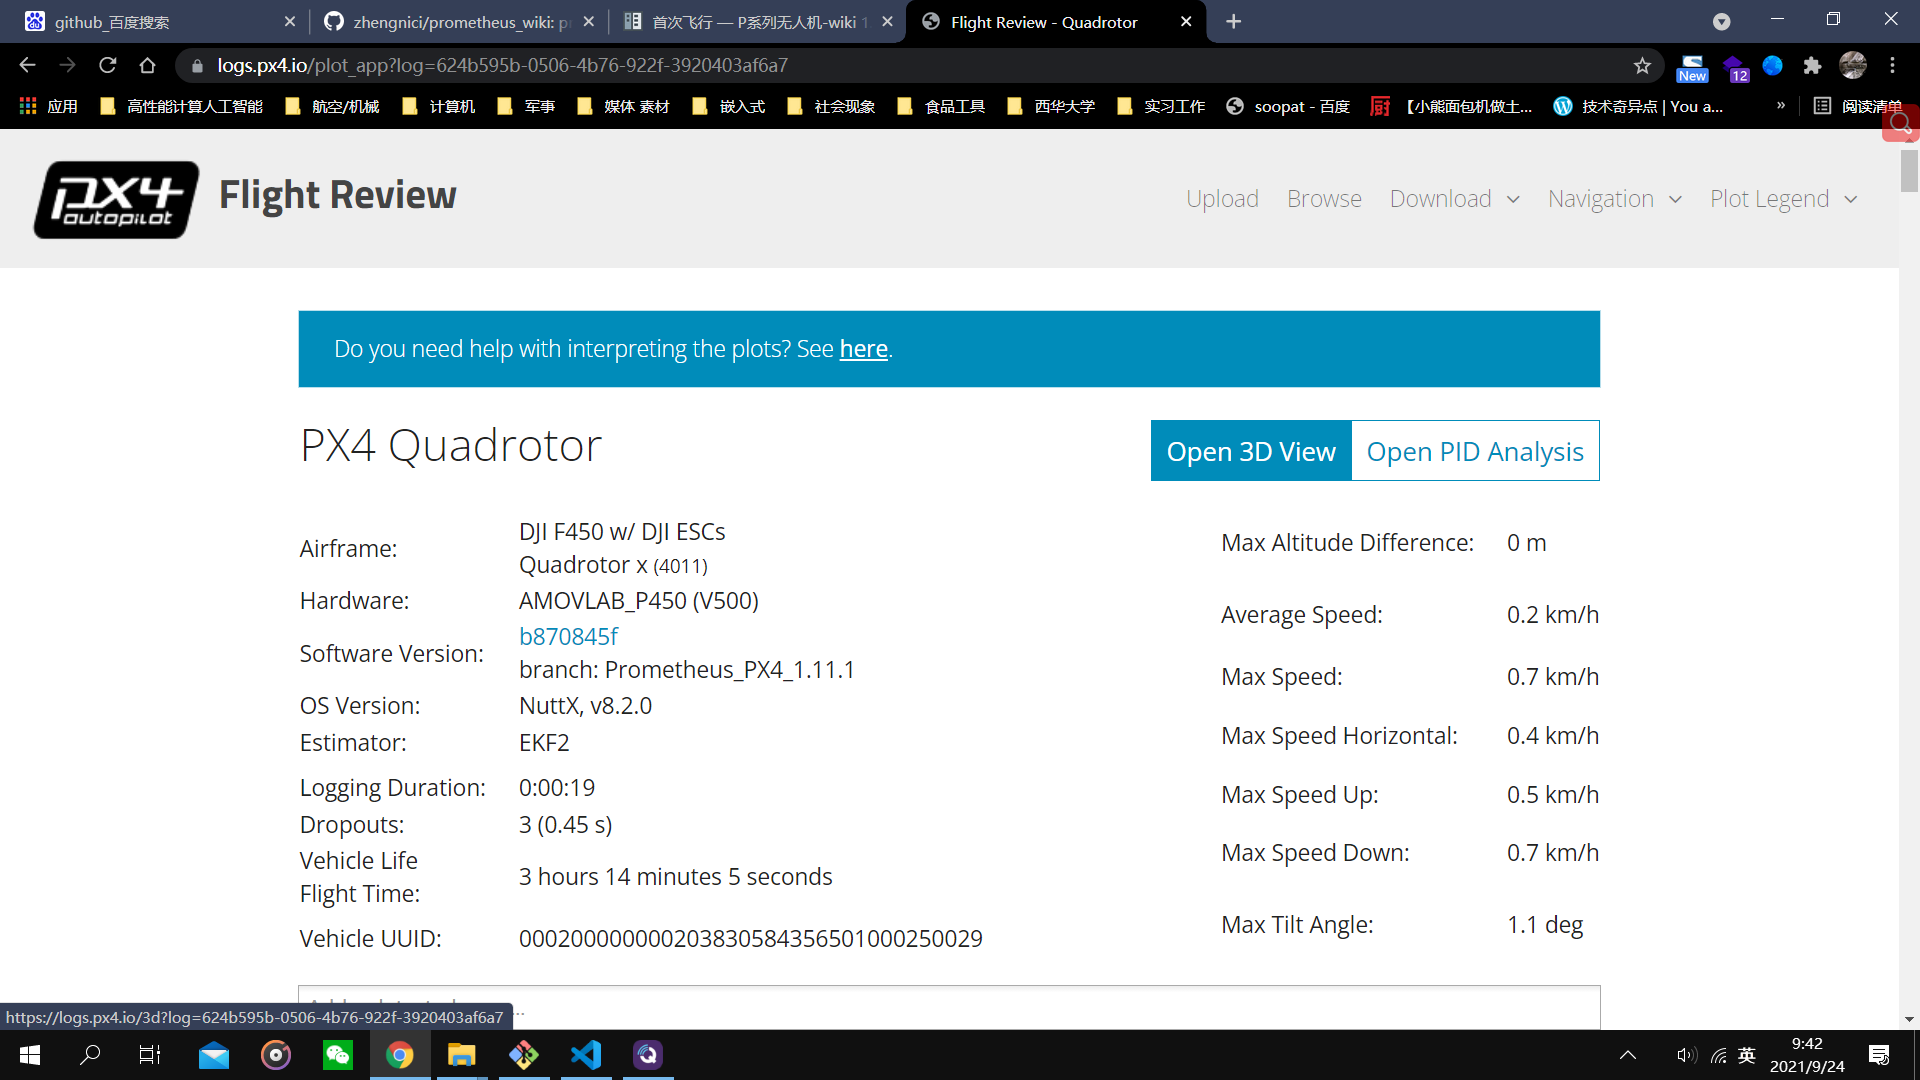 github_百度搜索
zhengnici/prometheus_wiki: p
首次飞行 — P系列无人机-wiki 1
Flight Review - Quadrotor
logs.px4.io/plot_app?log=624b595b-0506-4b76-922f-3920403af6a7
New
12
应用
高性能计算人工智能
航空/机械
计算机
军事
媒体 素材
嵌入式
社会现象
食品工具
西华大学
实习工作
soopat - 百度
【小熊面包机做土...
技术奇异点 | You a...
»
阅读清单
px4 autopilot
Flight Review
Upload
Browse
Download
Navigation
Plot Legend
Do you need help with interpreting the plots? See here.
PX4 Quadrotor
Open 3D View
Open PID Analysis
Airframe: DJI F450 w/ DJI ESCs
Quadrotor x (4011)
Hardware: AMOVLAB_P450 (V500)
Software Version: b870845f
branch: Prometheus_PX4_1.11.1
OS Version: NuttX, v8.2.0
Estimator: EKF2
Logging Duration: 0:00:19
Dropouts: 3 (0.45 s)
Vehicle Life
Flight Time: 3 hours 14 minutes 5 seconds
Vehicle UUID: 000200000000203830584356501000250029
Max Altitude Difference: 0 m
Average Speed: 0.2 km/h
Max Speed: 0.7 km/h
Max Speed Horizontal: 0.4 km/h
Max Speed Up: 0.5 km/h
Max Speed Down: 0.7 km/h
Max Tilt Angle: 1.1 deg
https://logs.px4.io/3d?log=624b595b-0506-4b76-922f-3920403af6a7
英
9:42
2021/9/24